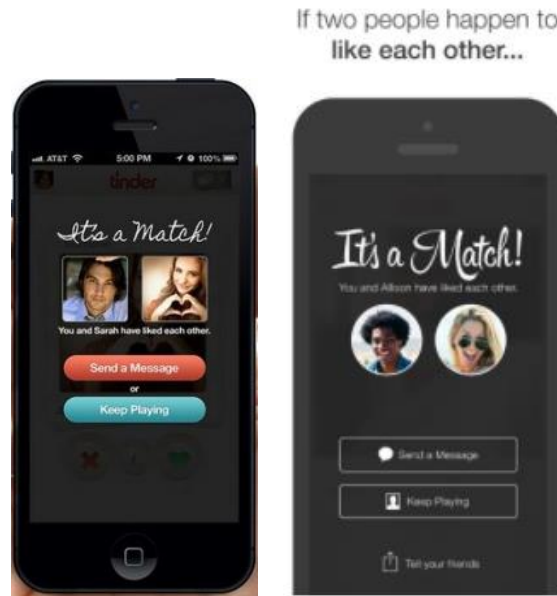 AT&T 5:00 PM 100%
tinder
It's a Match!
You and Sarah have liked each other.
Send a Message
or
Keep Playing
If two people happen to
like each other...
It's a Match!
You and Allison have liked each other.
Send a Message
Keep Playing
Tell your friends